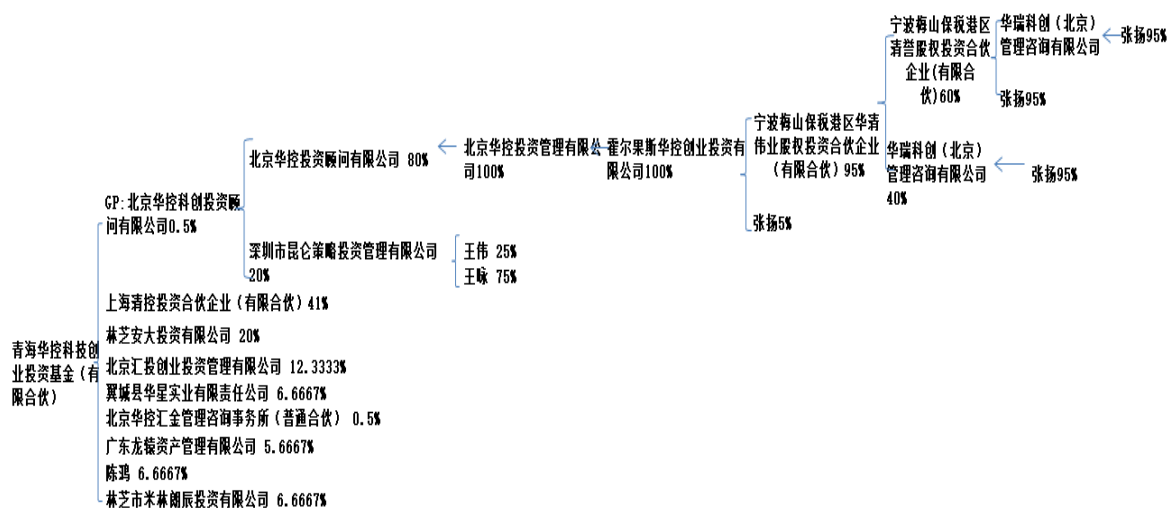 宁波梅山保税港区
清誉股权投资合伙
企业(有限合
伙)60%
华瑞科创（北京）
管理咨询有限公司
张扬95%
张扬95%
宁波梅山保税港区华清
伟业股权投资合伙企业
（有限合伙）95%
华瑞科创（北京）
管理咨询有限公司
40%
张扬95%
张扬5%
霍尔果斯华控创业投资有
限公司100%
北京华控投资管理有限公
司100%
北京华控投资顾问有限公司 80%
GP:北京华控科创投资顾
问有限公司0.5%
深圳市昆仑策略投资管理有限公司
20%
王伟 25%
王咏 75%
青海华控科技创
业投资基金（有
限合伙）
上海清控投资合伙企业（有限合伙）41%
林芝安大投资有限公司 20%
北京汇投创业投资管理有限公司 12.3333%
翼城县华星实业有限责任公司 6.6667%
北京华控汇金管理咨询事务所（普通合伙） 0.5%
广东龙辕资产管理有限公司 5.6667%
陈鸿 6.6667%
林芝市米林朗辰投资有限公司 6.6667%